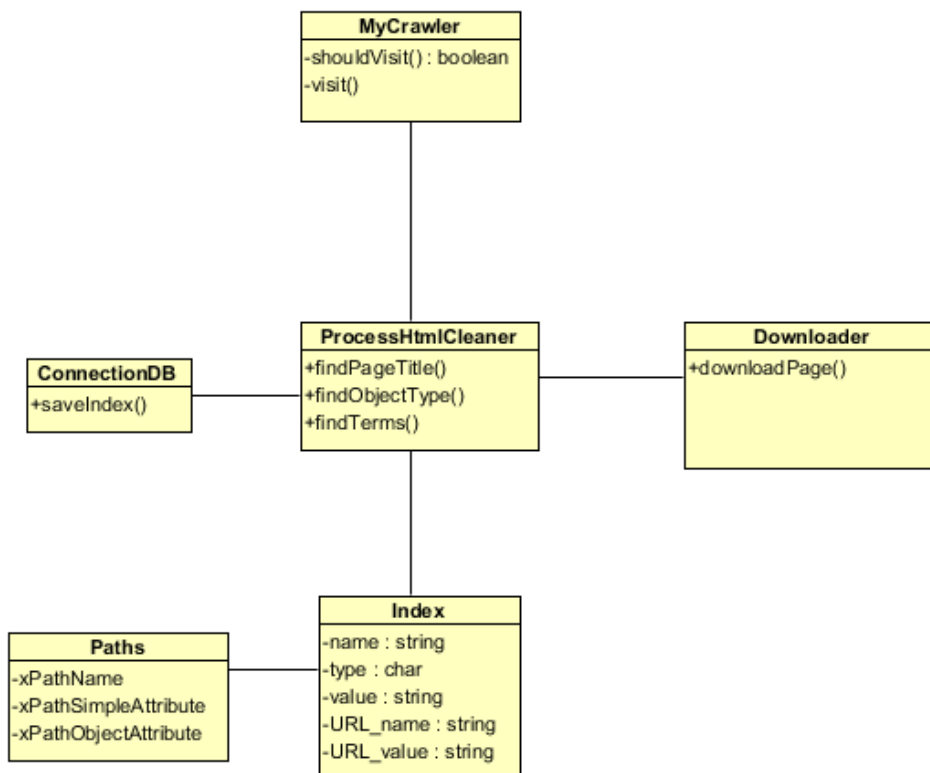 MyCrawler
-shouldVisit() : boolean
-visit()
ProcessHtmlCleaner
+findPageTitle()
+findObjectType()
+findTerms()
Downloader
+downloadPage()
ConnectionDB
+saveIndex()
Index
-name : string
-type : char
-value : string
-URL_name : string
-URL_value : string
Paths
-xPathName
-xPathSimpleAttribute
-xPathObjectAttribute